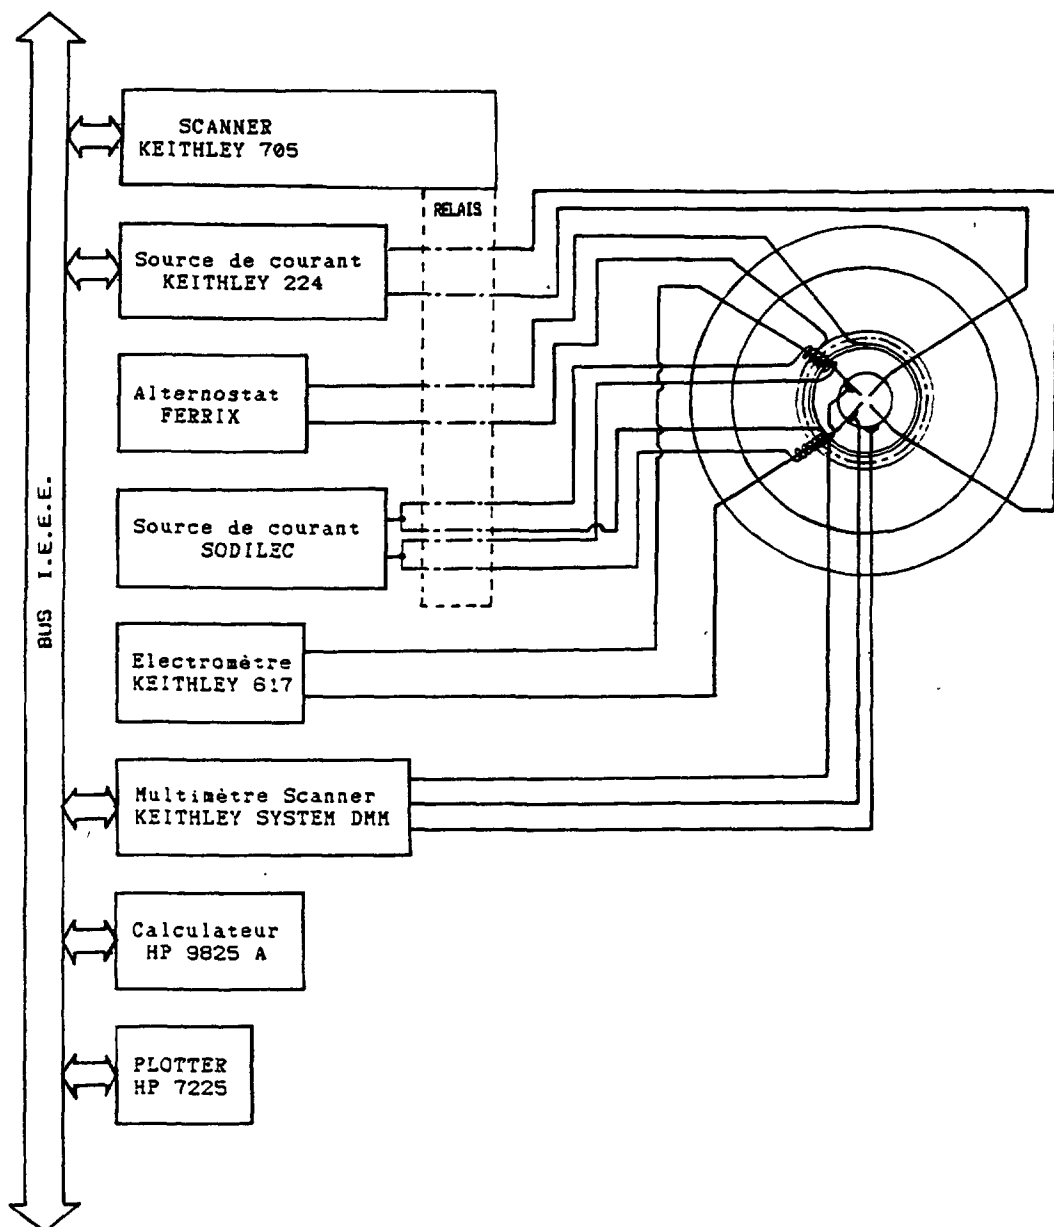 SCANNER
KEITHLEY 705
RELAIS
Source de courant
KEITHLEY 224
Alternostat
FERRIX
Source de courant
SODILEC
BUS I.E.E.E.
Electromètre
KEITHLEY 617
Multimètre Scanner
KEITHLEY SYSTEM DMM
Calculateur
HP 9825 A
PLOTTER
HP 7225